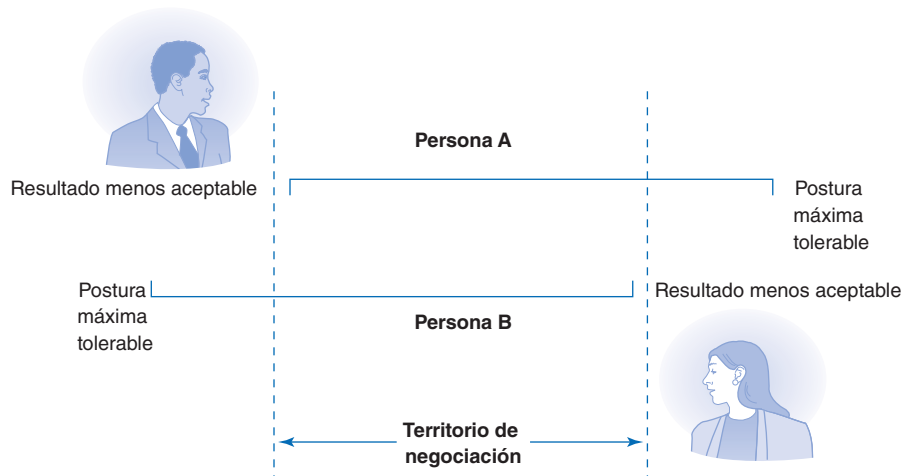 Persona A
Resultado menos aceptable
Postura
máxima
tolerable
Postura
máxima
tolerable
Resultado menos aceptable
Persona B
Territorio de
negociación